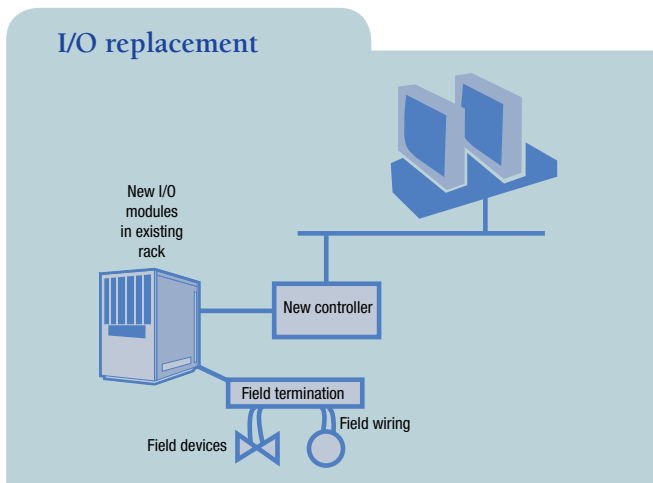 I/O replacement
New I/O
modules
in existing
rack
New controller
Field termination
Field wiring
Field devices